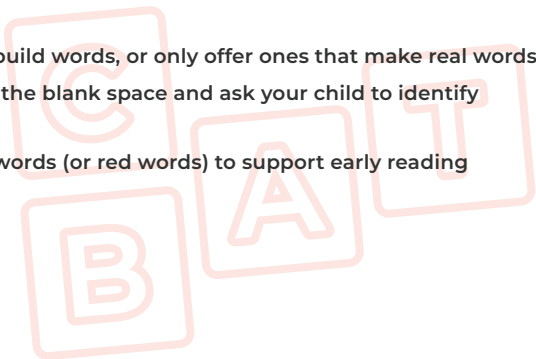 build words, or only offer ones that make real words
the blank space and ask your child to identify
words (or red words) to support early reading
C
A
T
B